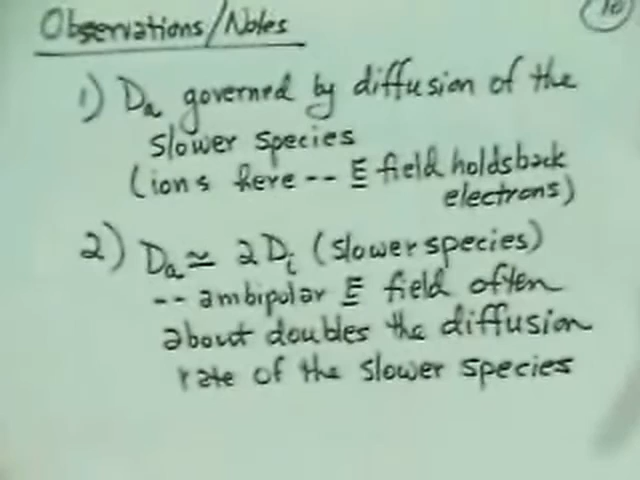 Observations/Notes
10
1) Da governed by diffusion of the
slower species
(ions here -- E field holds back
electrons)
2) Da ≃ 2Di (slower species)
-- ambipolar E field often
about doubles the diffusion
rate of the slower species